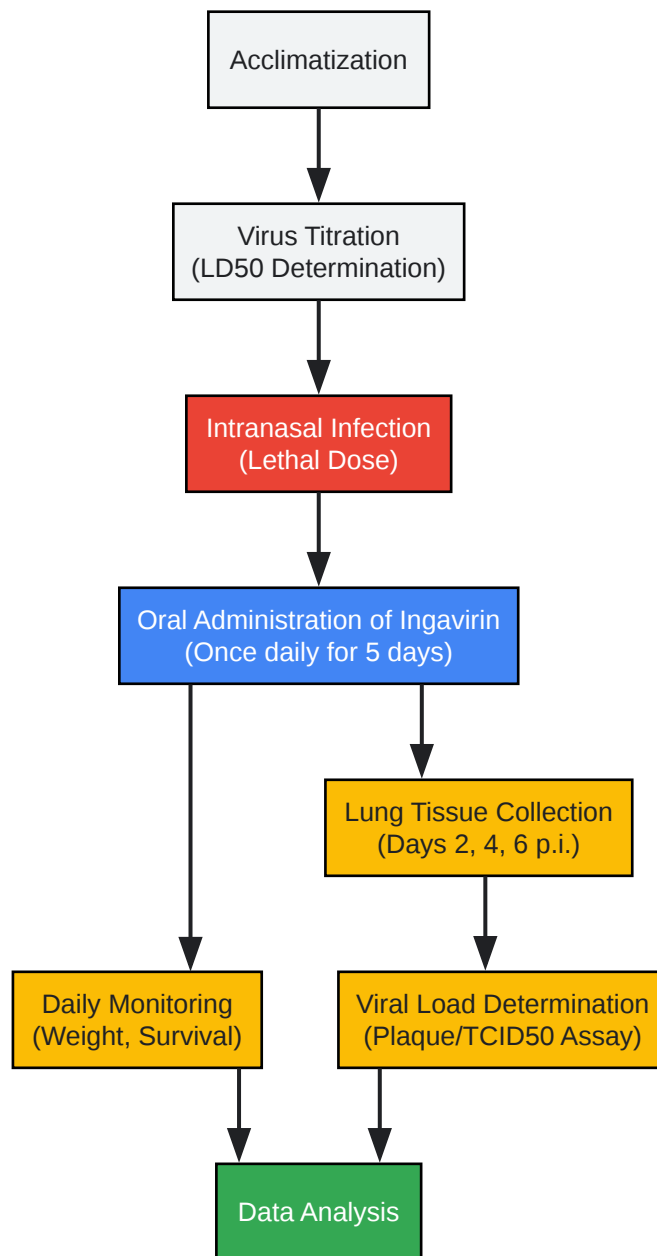 Acclimatization
Virus Titration
(LD50 Determination)
Intranasal Infection
(Lethal Dose)
Oral Administration of Ingavirin
(Once daily for 5 days)
Lung Tissue Collection
(Days 2, 4, 6 p.i.)
Daily Monitoring
(Weight, Survival)
Viral Load Determination
(Plaque/TCID50 Assay)
Data Analysis